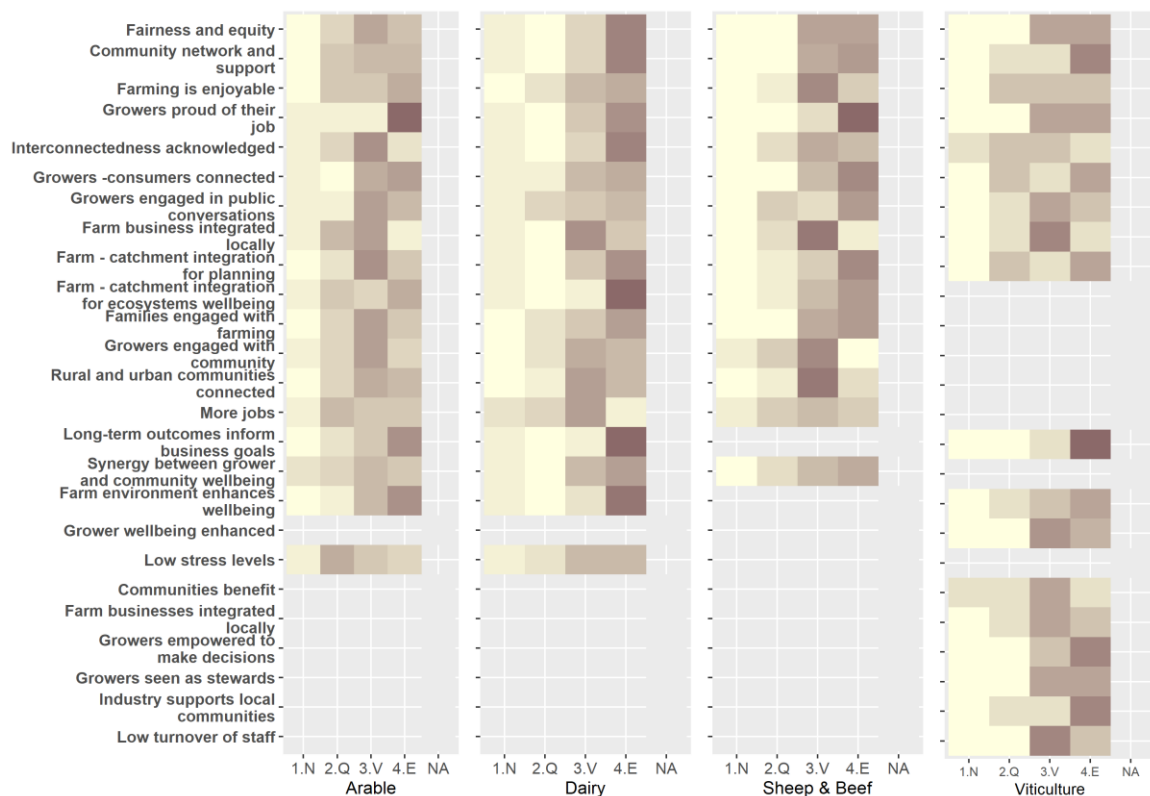 Fairness and equity
Community network and
support
Farming is enjoyable
Growers proud of their
job
Interconnectedness acknowledged
Growers -consumers connected
Growers engaged in public
conversations
Farm business integrated
locally
Farm - catchment integration
for planning
Farm - catchment integration
for ecosystems wellbeing
Families engaged with
farming
Growers engaged with
community
Rural and urban communities
connected
More jobs
Long-term outcomes inform
business goals
Synergy between grower
and community wellbeing
Farm environment enhances
wellbeing
Grower wellbeing enhanced
Low stress levels
Communities benefit
Farm businesses integrated
locally
Growers empowered to
make decisions
Growers seen as stewards
Industry supports local
communities
Low turnover of staff
1.N 2.Q 3.V 4.E NA 1.N 2.Q 3.V 4.E NA 1.N 2.Q 3.V 4.E NA 1.N 2.Q 3.V 4.E NA
Arable Dairy Sheep & Beef Viticulture